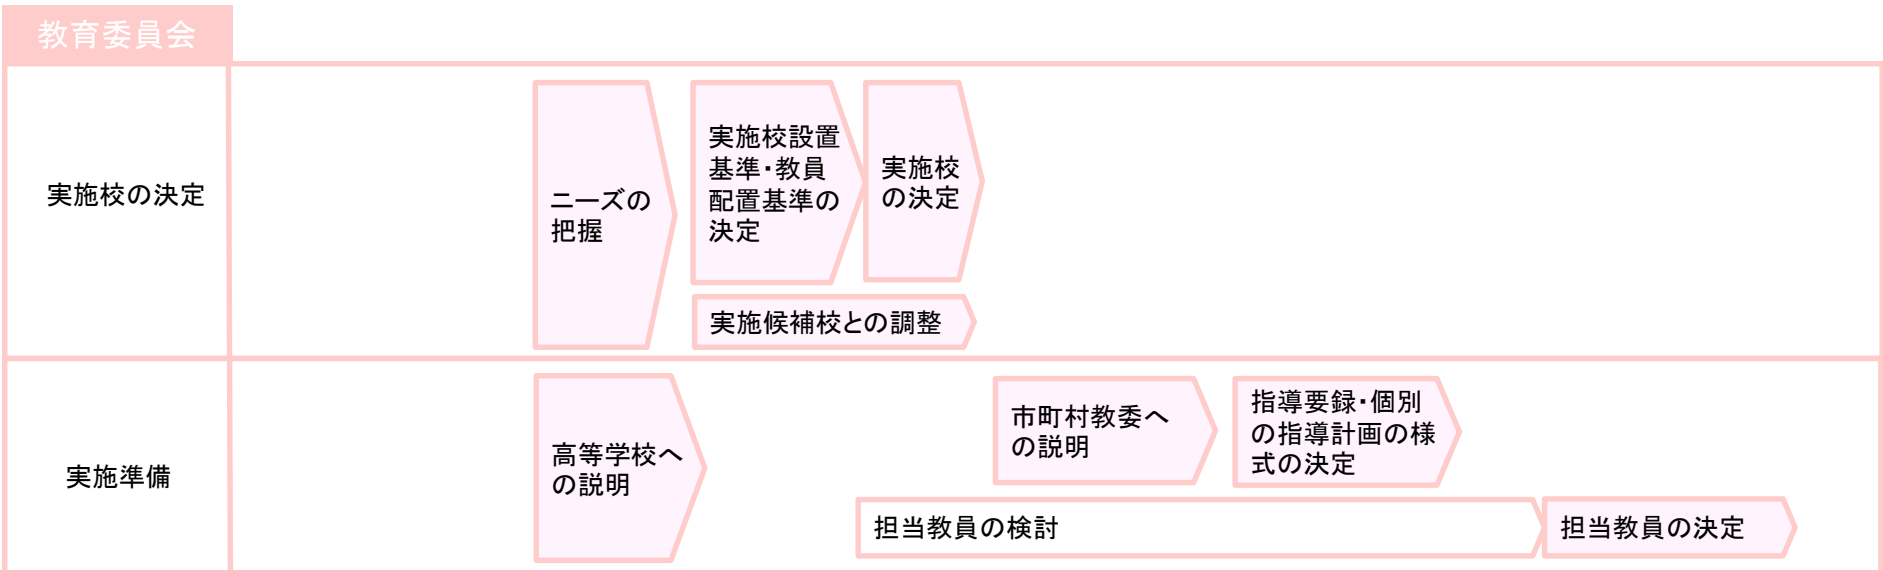 教育委員会
実施校の決定
ニーズの
把握
実施校設置
基準・教員
配置基準の
決定
実施校
の決定
実施候補校との調整
実施準備
高等学校へ
の説明
市町村教委へ
の説明
指導要録・個別
の指導計画の様
式の決定
担当教員の検討
担当教員の決定